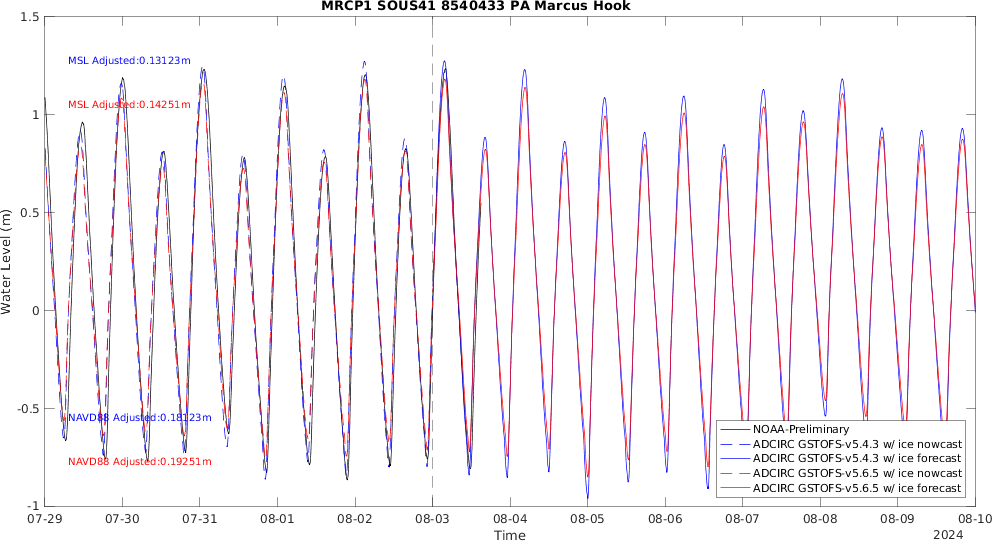 MRCP1 SOUS41 8540433 PA Marcus Hook
1.5
1
0.5
0
-0.5
-1
Water Level (m)
MSL Adjusted:0.13123m
MSL Adjusted:0.14251m
NAVD88 Adjusted:0.18123m
NAVD88 Adjusted:0.19251m
NOAA-Preliminary
ADCIRC GSTOFS-v5.4.3 w/ ice nowcast
ADCIRC GSTOFS-v5.4.3 w/ ice forecast
ADCIRC GSTOFS-v5.6.5 w/ ice nowcast
ADCIRC GSTOFS-v5.6.5 w/ ice forecast
07-29 07-30 07-31 08-01 08-02 08-03 08-04 08-05 08-06 08-07 08-08 08-09 08-10
Time
2024